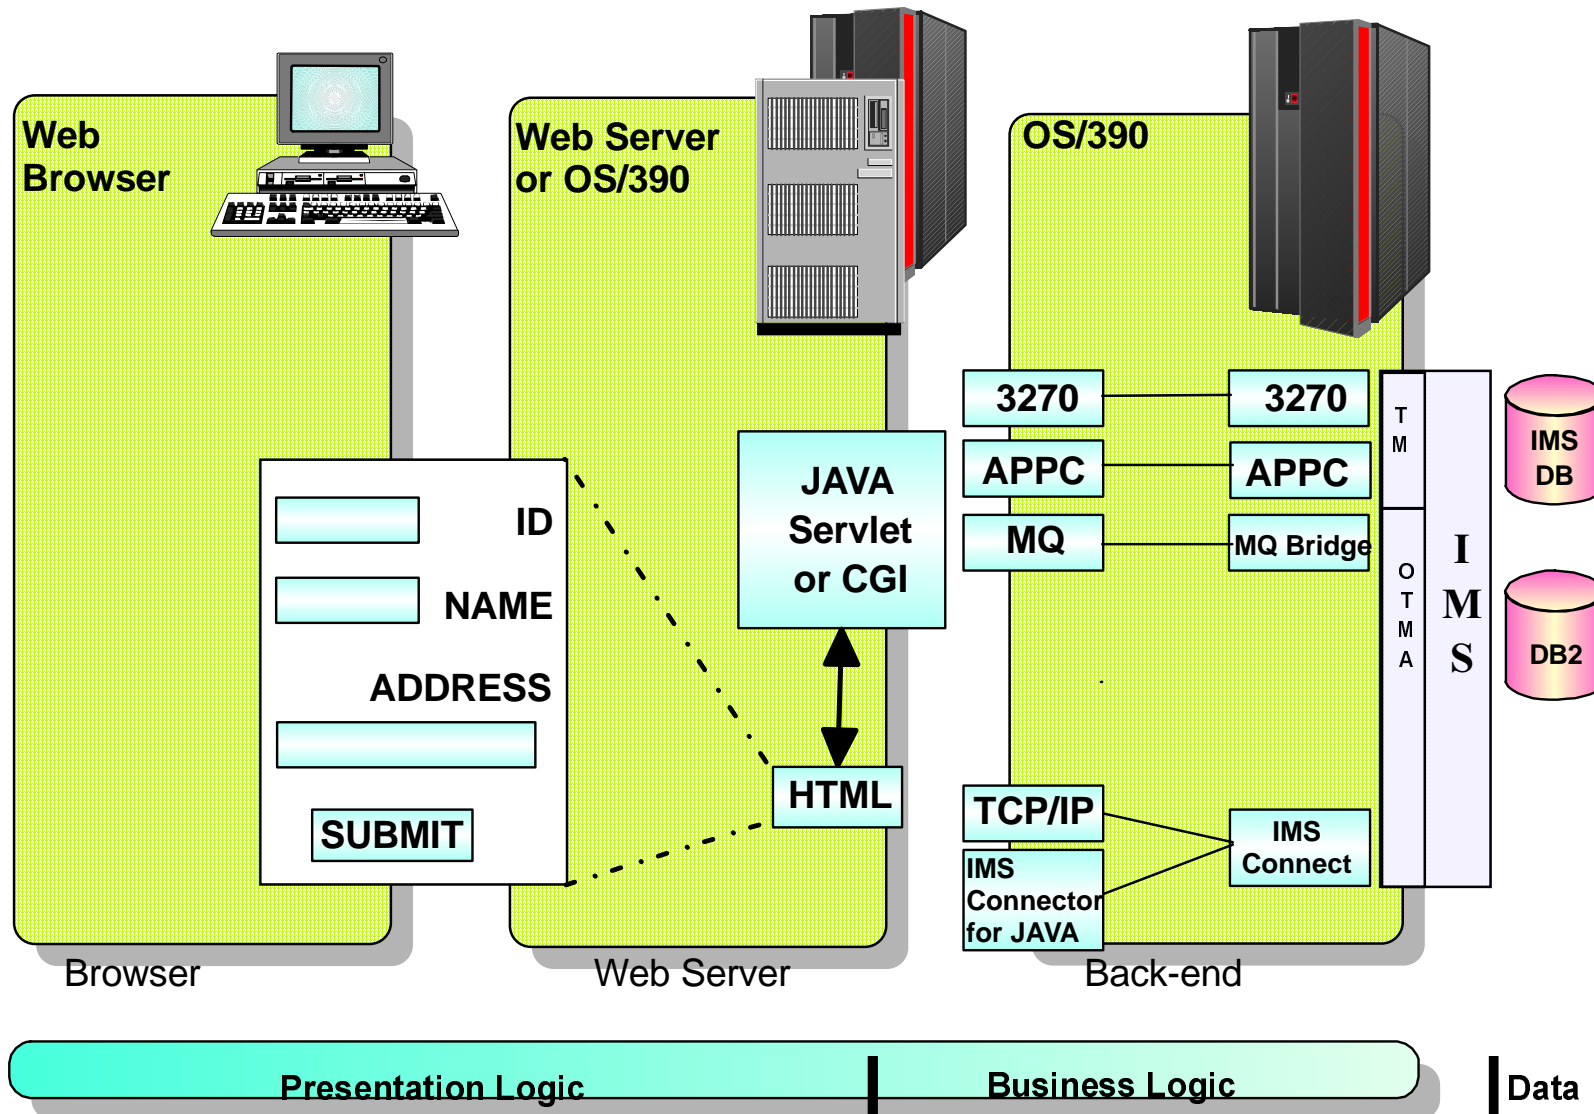 Web
Browser
Web Server
or OS/390
OS/390
ID
NAME
ADDRESS
SUBMIT
JAVA
Servlet
or CGI
HTML
3270
3270
APPC
APPC
MQ
MQ Bridge
TCP/IP
IMS
Connector
for JAVA
IMS
Connect
T
M
O
T
M
A
I
M
S
IMS
DB
DB2
Browser
Web Server
Back-end
Presentation Logic
Business Logic
Data